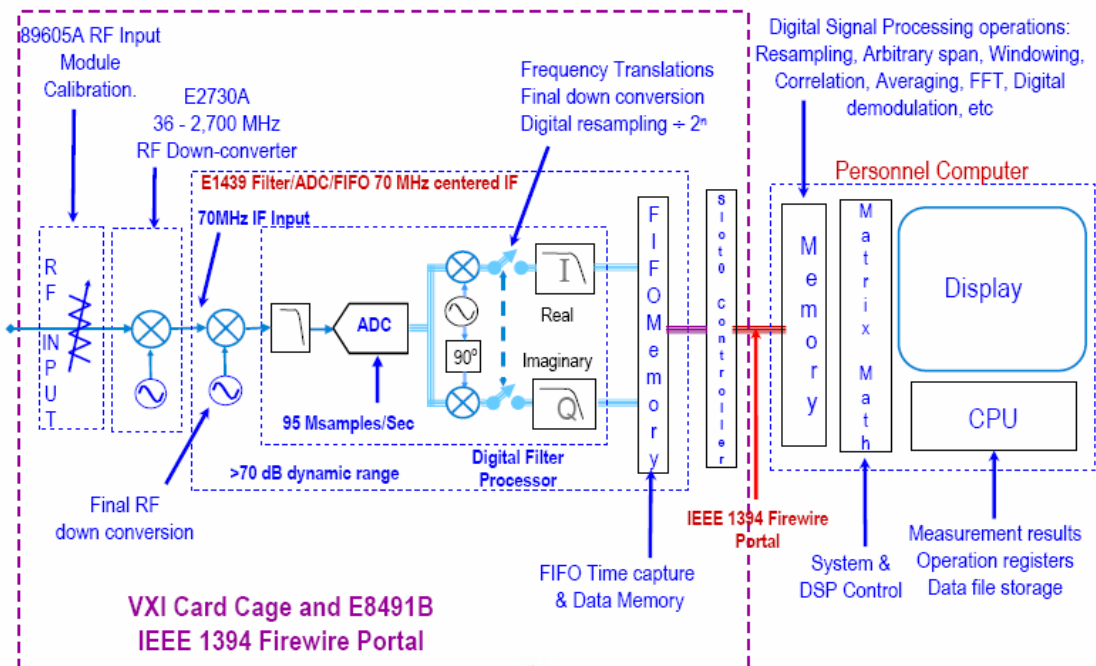 89605A RF Input
Module
Calibration.
E2730A
36 - 2,700 MHz
RF Down-converter
Frequency Translations
Final down conversion
Digital resampling ÷ 2ⁿ
Digital Signal Processing operations:
Resampling, Arbitrary span, Windowing,
Correlation, Averaging, FFT, Digital
demodulation, etc
Personnel Computer
E1439 Filter/ADC/FIFO 70 MHz centered IF
70MHz IF Input
RF INPUT
ADC
90º
I
Real
Imaginary
Q
FIFO Memory
Slot0 Controller
Memory
Matrix Math
Display
CPU
95 Msamples/Sec
Digital Filter
Processor
>70 dB dynamic range
Final RF
down conversion
IEEE 1394 Firewire
Portal
FIFO Time capture
& Data Memory
System &
DSP Control
Measurement results
Operation registers
Data file storage
VXI Card Cage and E8491B
IEEE 1394 Firewire Portal